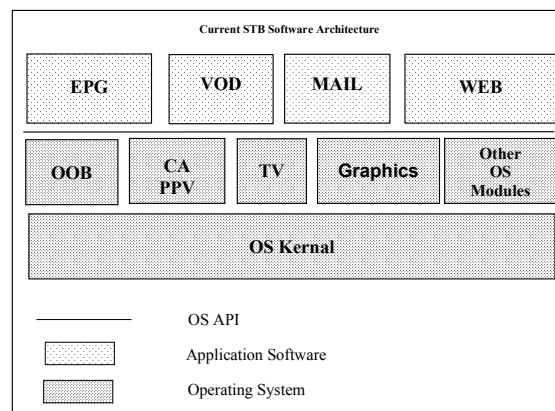 Current STB Software Architecture
EPG
VOD
MAIL
WEB
OOB
CA
PPV
TV
Graphics
Other
OS
Modules
OS Kernal
OS API
Application Software
Operating System